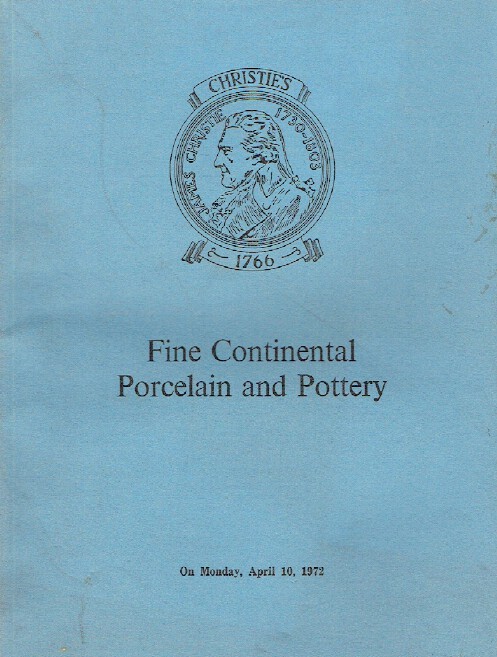 CHRISTIE'S
JAMES CHRISTIE 1730-1803
1766
Fine Continental
Porcelain and Pottery
On Monday, April 10, 1972